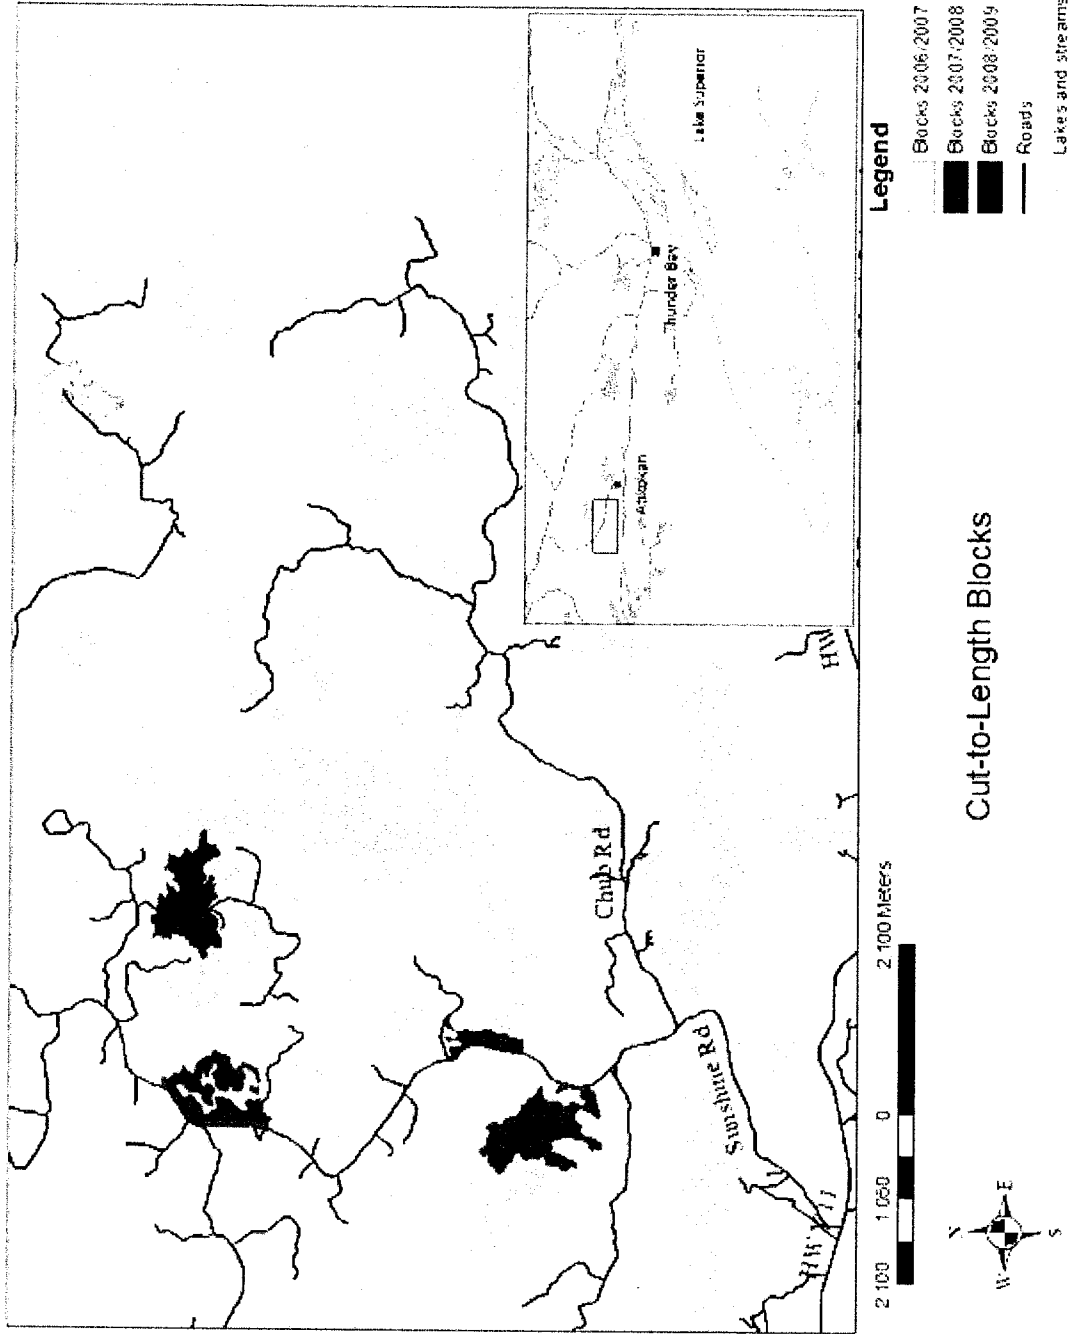 Lake Superior
Thunder Bay
Atikokan
Chub Rd
Sunshine Rd
HWY 11
HW
Legend
Blocks 2006/2007
Blocks 2007/2008
Blocks 2008/2009
Roads
Lakes and streams
2 100
1 050
0
2 100 Meters
N
W
E
S
Cut-to-Length Blocks